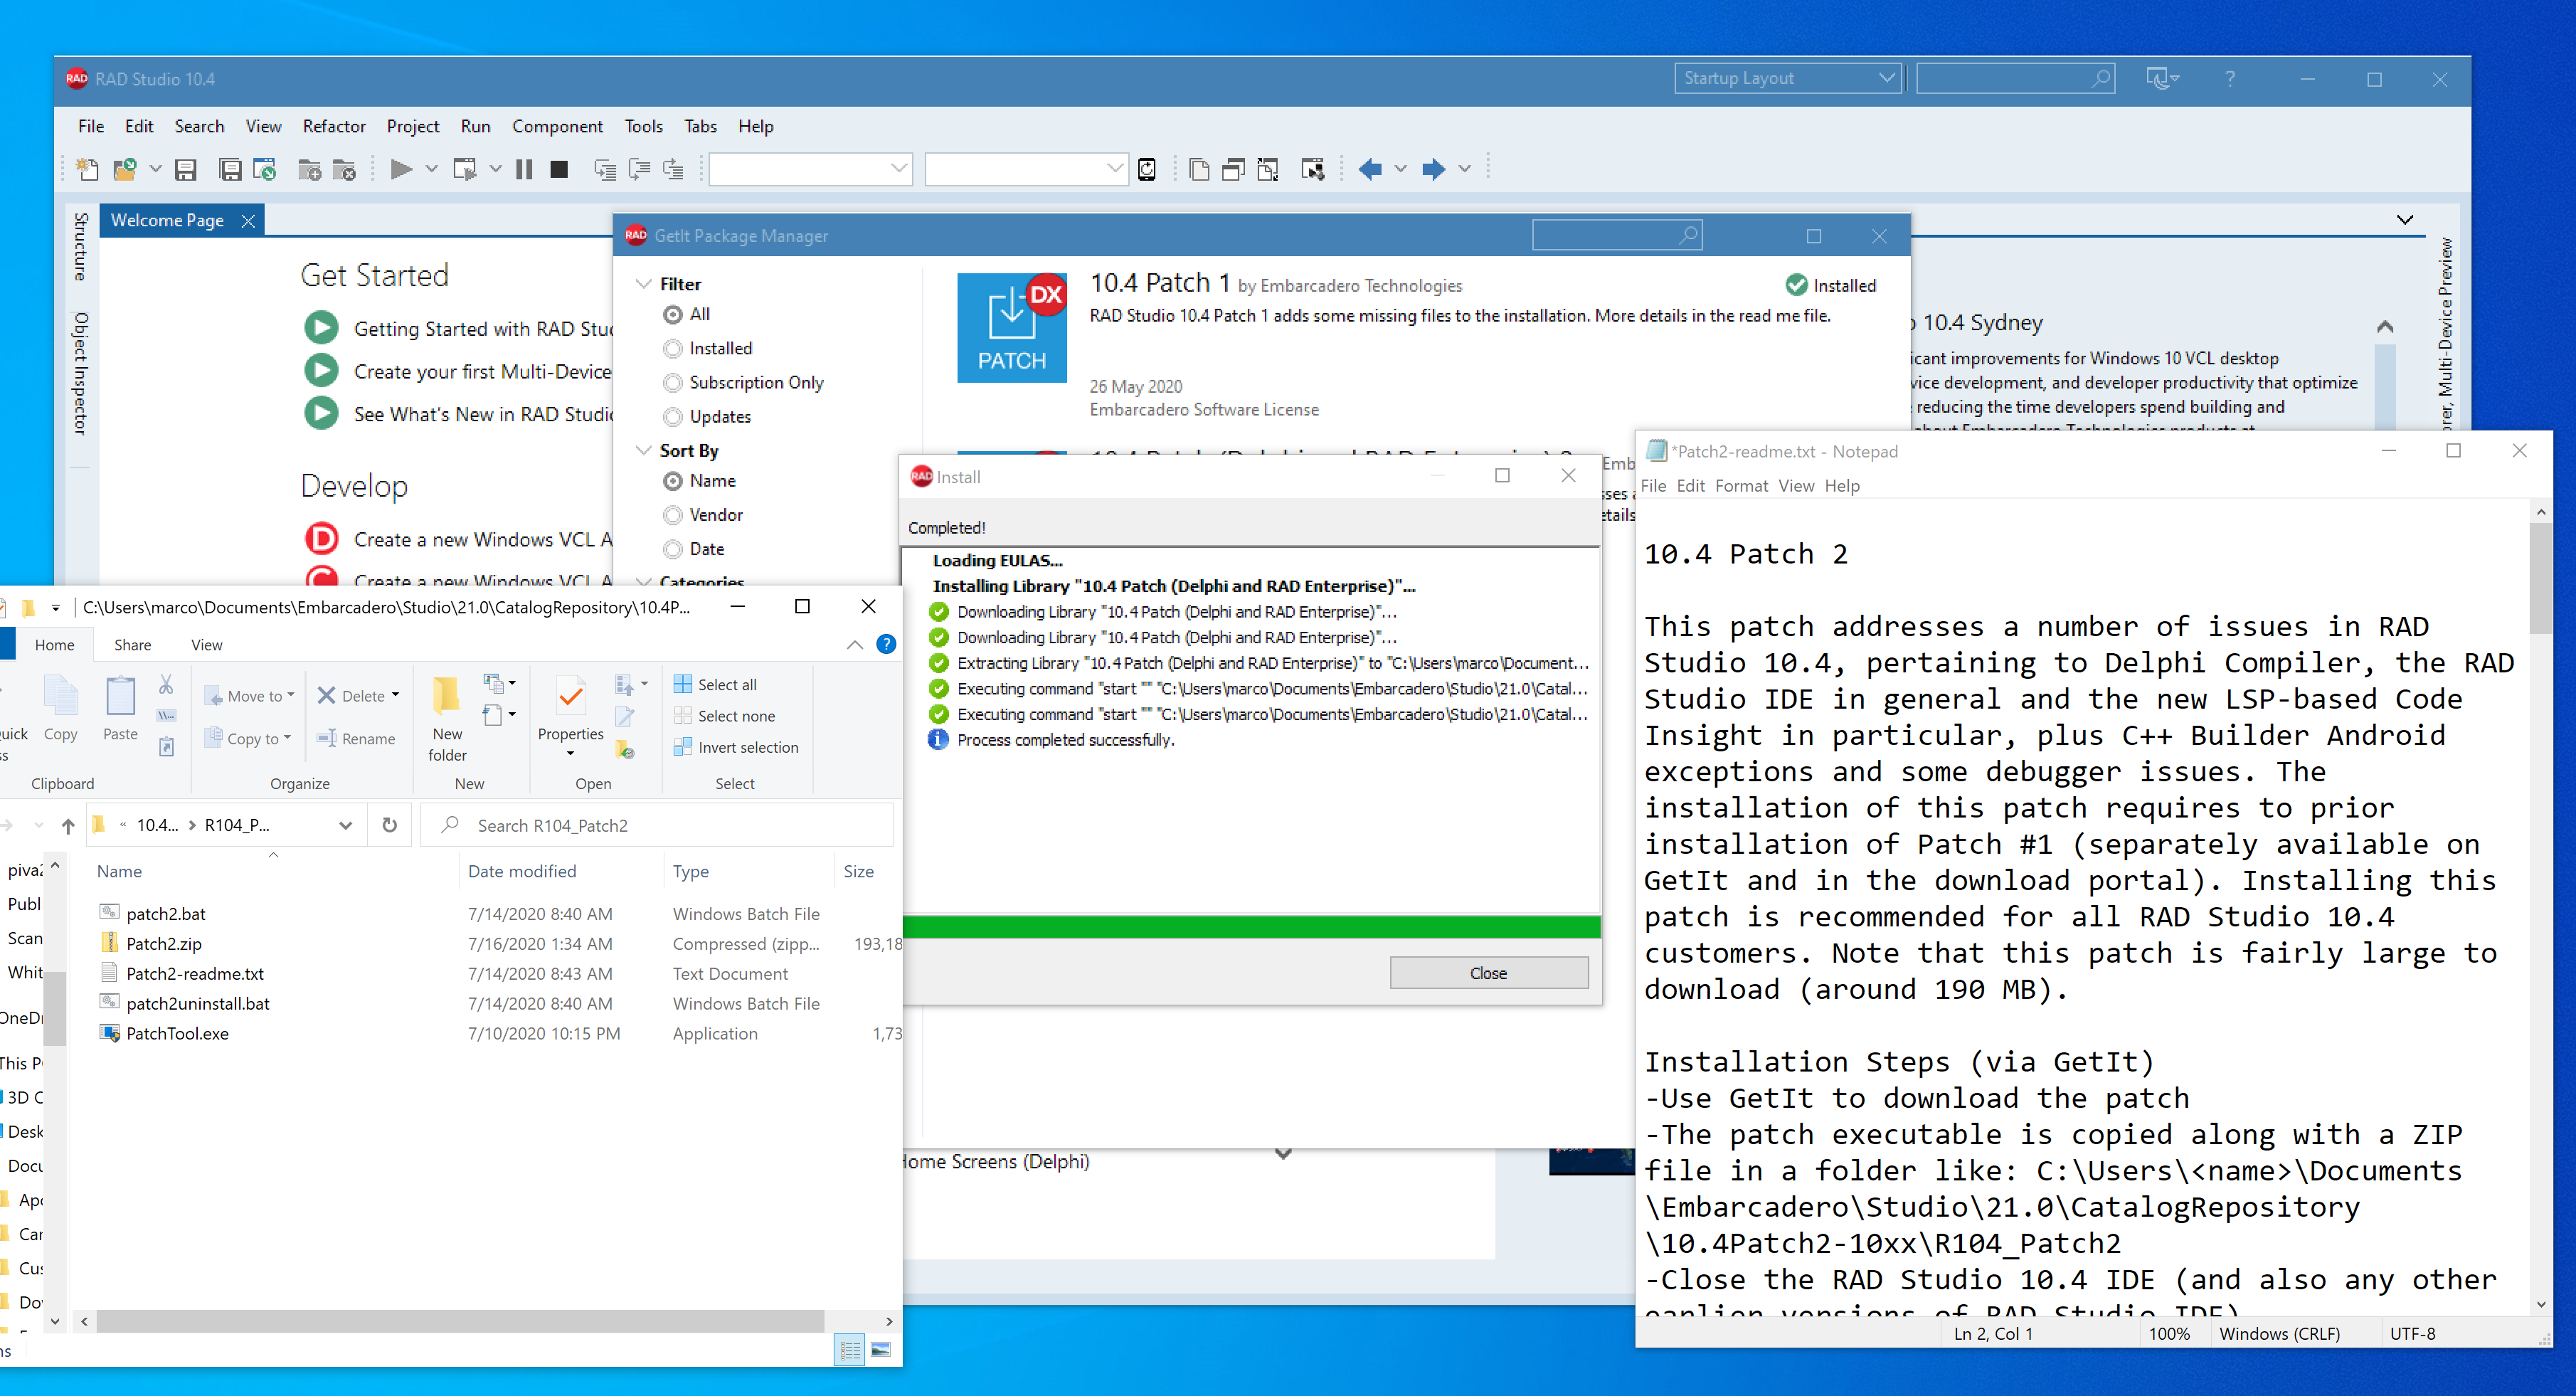 RAD RAD Studio 10.4
Startup Layout
?
File Edit Search View Refactor Project Run Component Tools Tabs Help
Structure
Object Inspector
Welcome Page
Get Started
Getting Started with RAD
Create your first Multi-Device
See What's New in RAD
Develop
D Create a new Windows VCL
C Create a new Windows VCL
10.4 Sydney
improvements for Windows 10 VCL desktop
development, and developer productivity that optimize
reducing the time developers spend building and
about Embarcadero Technologies products at
Multi-Device Preview
Home Screens (Delphi)
RAD GetIt Package Manager
Filter
All
Installed
Subscription Only
Updates
Sort By
Name
Vendor
Date
Categories
DX
PATCH
10.4 Patch 1 by Embarcadero Technologies
Installed
RAD Studio 10.4 Patch 1 adds some missing files to the installation. More details in the read me file.
26 May 2020
Embarcadero Software License
10.4 Patch (Delphi and RAD Enterprise) 2
RAD Install
Completed!
Loading EULAS...
Installing Library "10.4 Patch (Delphi and RAD Enterprise)"...
Downloading Library "10.4 Patch (Delphi and RAD Enterprise)"...
Downloading Library "10.4 Patch (Delphi and RAD Enterprise)"...
Extracting Library "10.4 Patch (Delphi and RAD Enterprise)" to "C:\Users\marco\Document...
Executing command "start "" "C:\Users\marco\Documents\Embarcadero\Studio\21.0\Catal...
Executing command "start "" "C:\Users\marco\Documents\Embarcadero\Studio\21.0\Catal...
Process completed successfully.
Close
C:\Users\marco\Documents\Embarcadero\Studio\21.0\CatalogRepository\10.4P...
Home Share View
?
Copy
Paste
Move to
Copy to
Delete
Rename
New
folder
Properties
Select all
Select none
Invert selection
Clipboard Organize New Open Select
« 10.4... > R104_P...
Search R104_Patch2
Name Date modified Type Size
patch2.bat 7/14/2020 8:40 AM Windows Batch File
Patch2.zip 7/16/2020 1:34 AM Compressed (zipp... 193,18
Patch2-readme.txt 7/14/2020 8:43 AM Text Document
patch2uninstall.bat 7/14/2020 8:40 AM Windows Batch File
PatchTool.exe 7/10/2020 10:15 PM Application 1,73
*Patch2-readme.txt - Notepad
File Edit Format View Help
10.4 Patch 2
This patch addresses a number of issues in RAD
Studio 10.4, pertaining to Delphi Compiler, the RAD
Studio IDE in general and the new LSP-based Code
Insight in particular, plus C++ Builder Android
exceptions and some debugger issues. The
installation of this patch requires to prior
installation of Patch #1 (separately available on
GetIt and in the download portal). Installing this
patch is recommended for all RAD Studio 10.4
customers. Note that this patch is fairly large to
download (around 190 MB).
Installation Steps (via GetIt)
-Use GetIt to download the patch
-The patch executable is copied along with a ZIP
file in a folder like: C:\Users\<name>\Documents
\Embarcadero\Studio\21.0\CatalogRepository
\10.4Patch2-10xx\R104_Patch2
-Close the RAD Studio 10.4 IDE (and also any other
earlier versions of RAD Studio IDE)
Ln 2, Col 1 100% Windows (CRLF) UTF-8